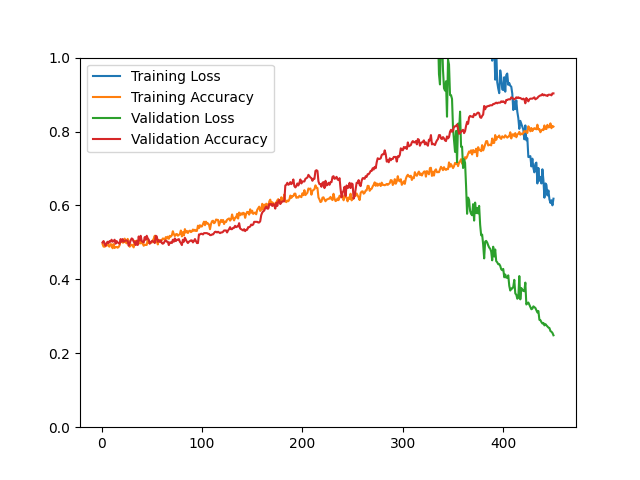 1.0
0.8
0.6
0.4
0.2
0.0
0 100 200 300 400
Training Loss
Training Accuracy
Validation Loss
Validation Accuracy